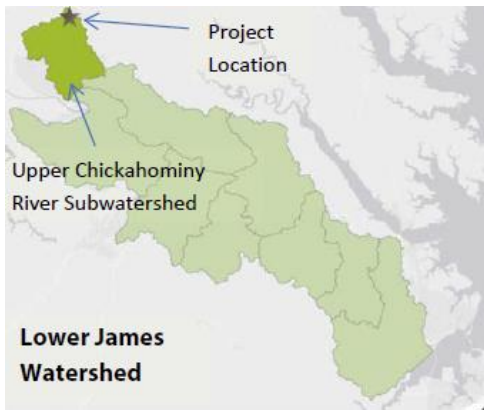 Project
Location
Upper Chickahominy
River Subwatershed
Lower James
Watershed